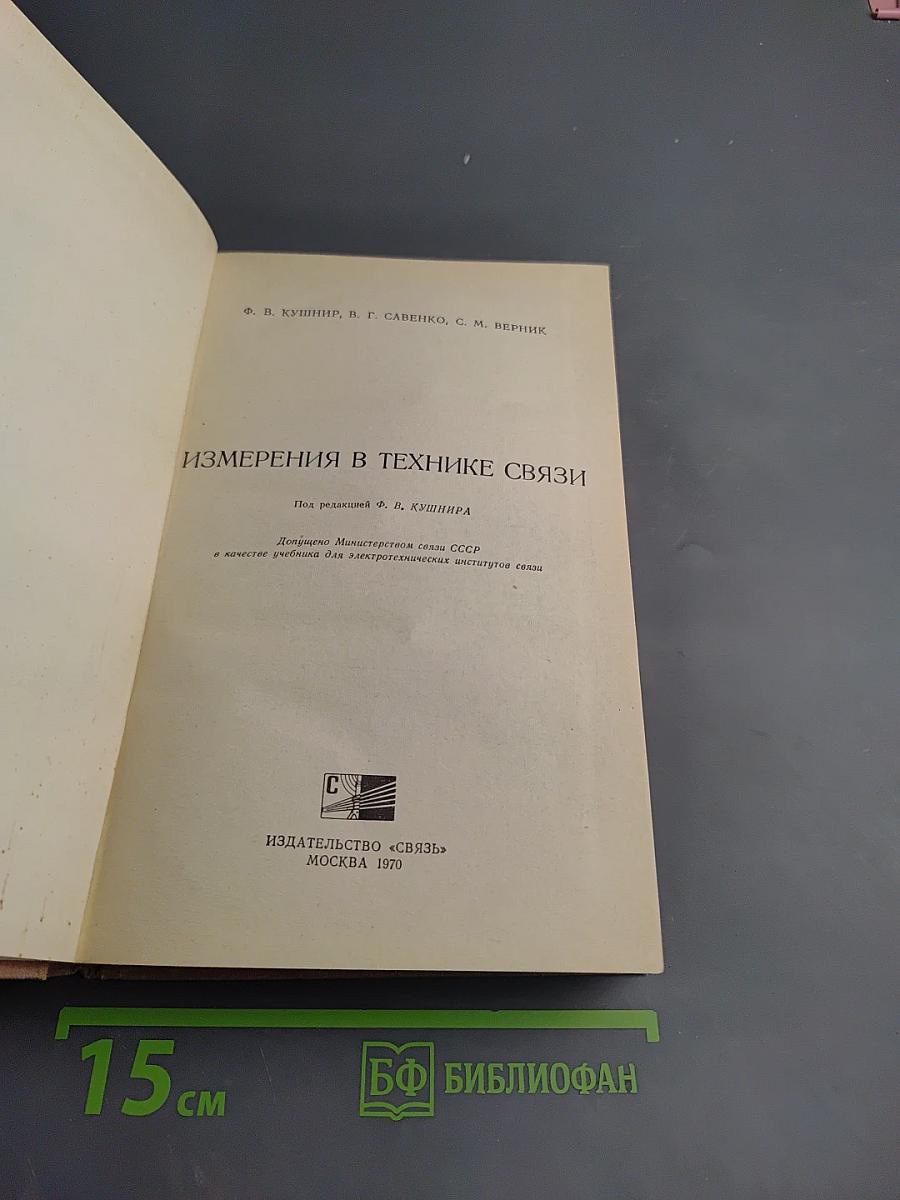 Ф. В. КУШНИР, В. Г. САВЕНКО, С. М. ВЕРНИК
ИЗМЕРЕНИЯ В ТЕХНИКЕ СВЯЗИ
Под редакцией Ф. В. КУШНИРА
Допущено Министерством связи СССР
в качестве учебника для электротехнических институтов связи
С
ИЗДАТЕЛЬСТВО «СВЯЗЬ»
МОСКВА 1970
15 см
БФ БИБЛИОФАН